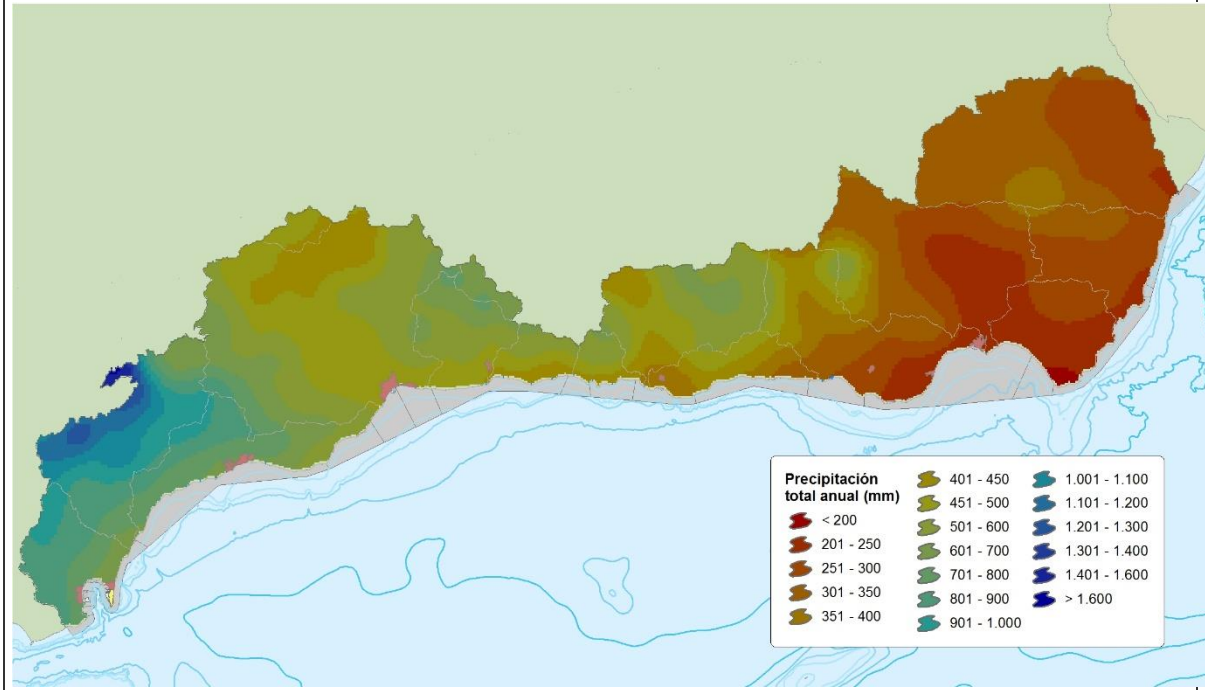 Precipitación
total anual (mm)
< 200
201 - 250
251 - 300
301 - 350
351 - 400
401 - 450
451 - 500
501 - 600
601 - 700
701 - 800
801 - 900
901 - 1.000
1.001 - 1.100
1.101 - 1.200
1.201 - 1.300
1.301 - 1.400
1.401 - 1.600
> 1.600